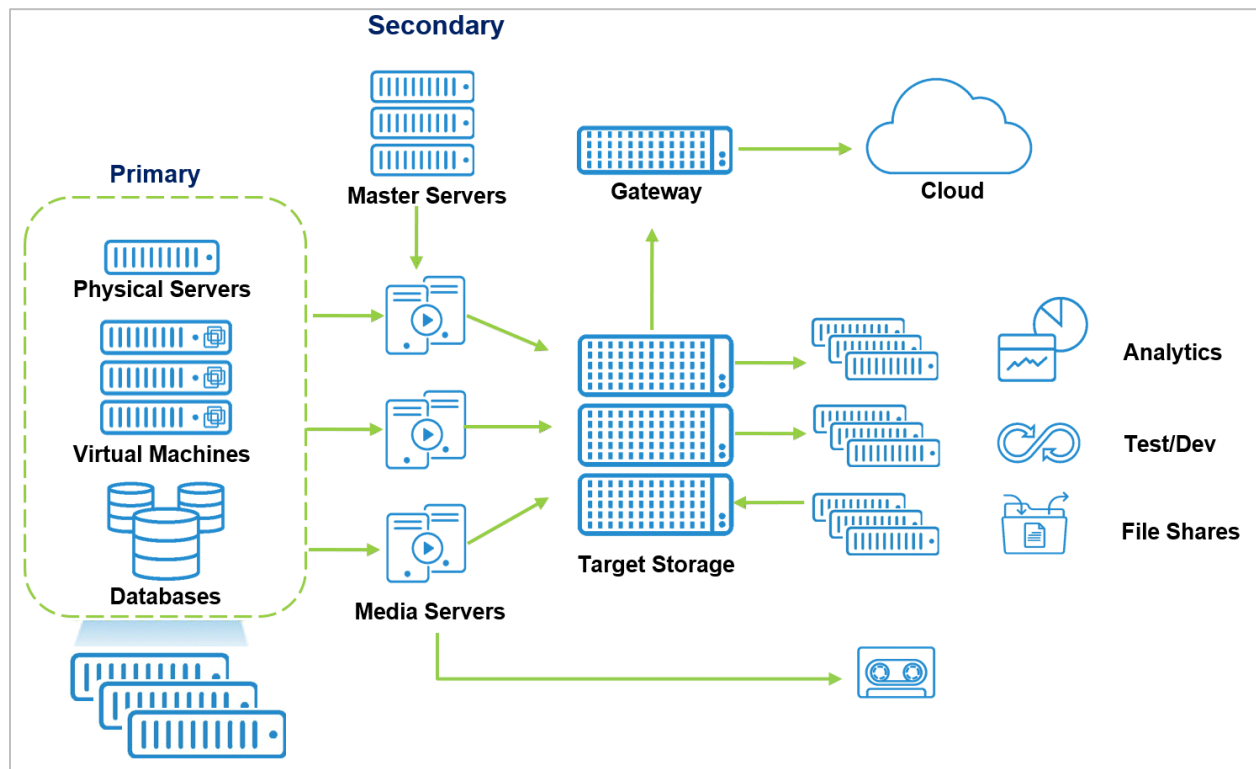 Secondary
Primary
Master Servers
Gateway
Cloud
Physical Servers
Virtual Machines
Databases
Media Servers
Target Storage
Analytics
Test/Dev
File Shares